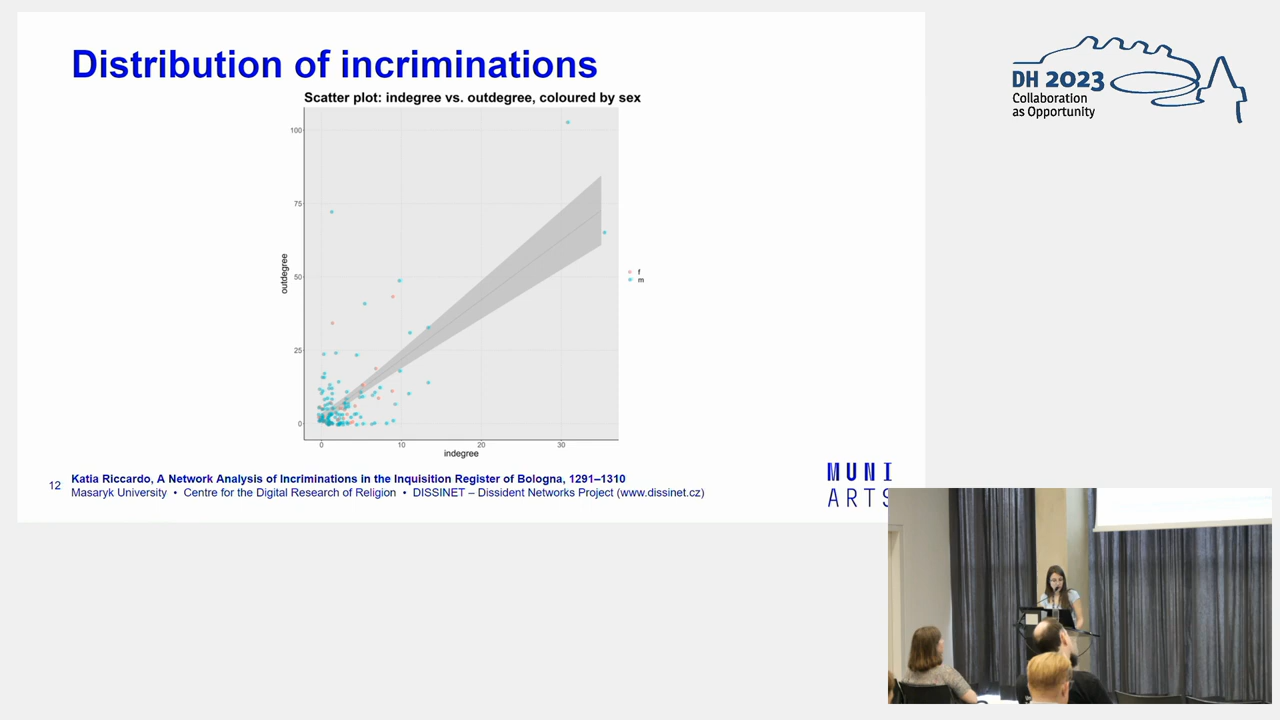 Distribution of incriminations
Scatter plot: indegree vs. outdegree, coloured by sex
100
75
50
25
0
outdegree
0 10 20 30
indegree
f
m
12
Katia Riccardo, A Network Analysis of Incriminations in the Inquisition Register of Bologna, 1291–1310
Masaryk University • Centre for the Digital Research of Religion • DISSINET – Dissident Networks Project (www.dissinet.cz)
MUNI
ARTS
DH 2023
Collaboration
as Opportunity